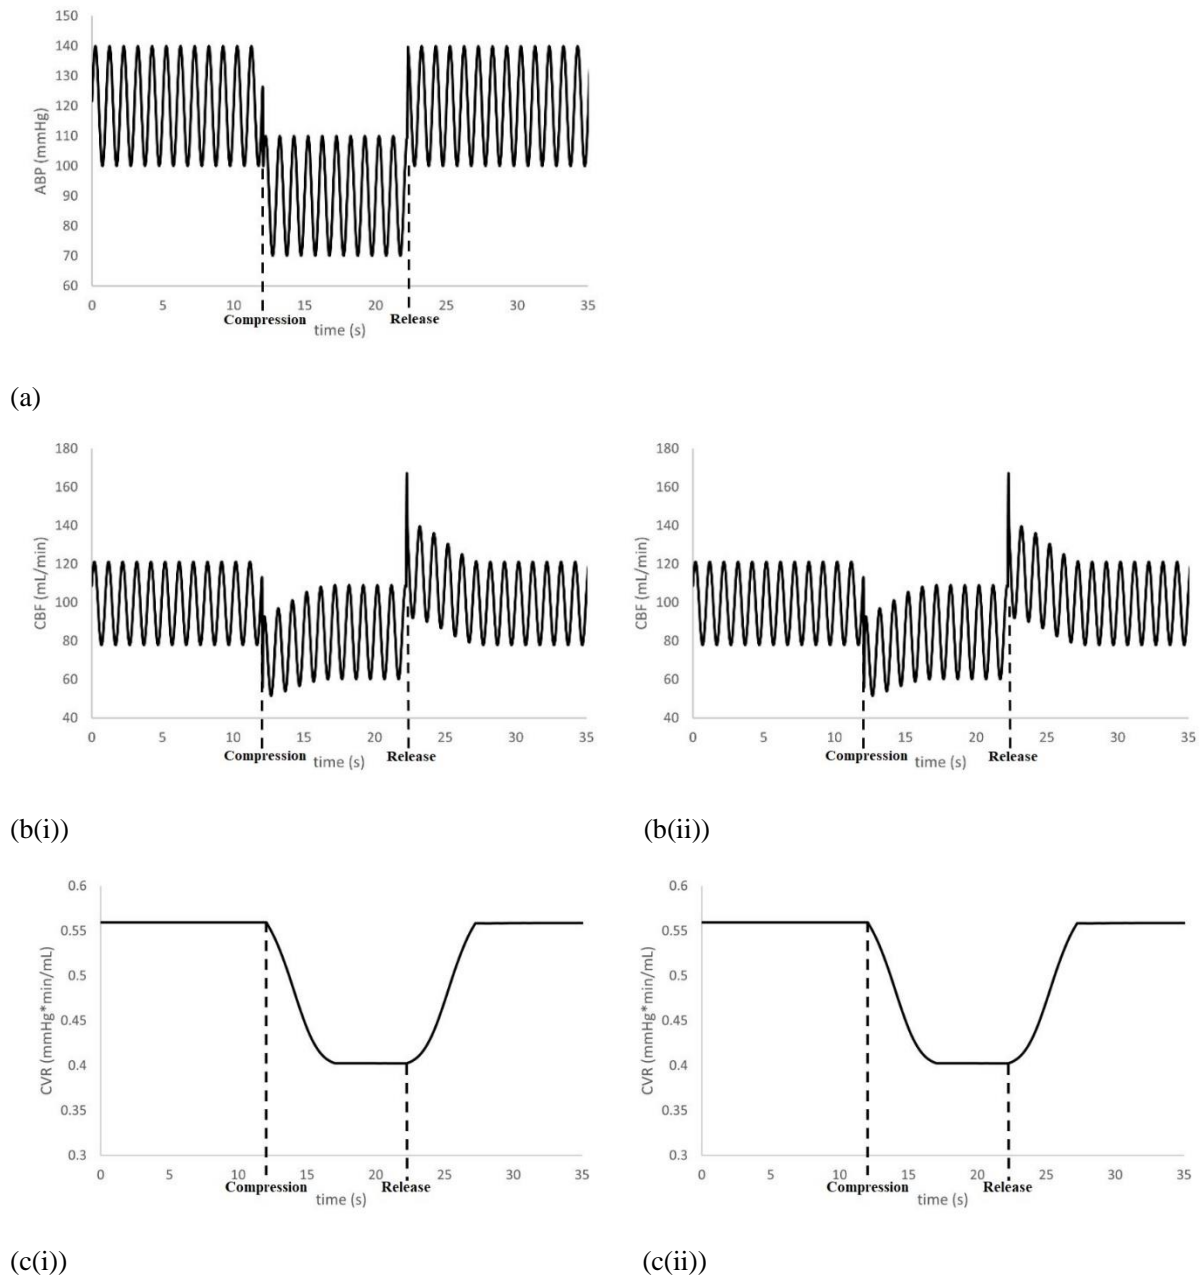 150
140
130
120
110
100
90
80
70
60
ABP (mmHg)
0 5 10 15 20 25 30 35
Compression time (s) Release
(a)
180
160
140
120
100
80
60
40
CBF (mL/min)
0 5 10 15 20 25 30 35
Compression time (s) Release
180
160
140
120
100
80
60
40
CBF (mL/min)
0 5 10 15 20 25 30 35
Compression time (s) Release
(b(i)) (b(ii))
0.6
0.55
0.5
0.45
0.4
0.35
0.3
CVR (mmHg*min/mL)
0 5 10 15 20 25 30 35
Compression time (s) Release
0.6
0.55
0.5
0.45
0.4
0.35
0.3
CVR (mmHg*min/mL)
0 5 10 15 20 25 30 35
Compression time (s) Release
(c(i)) (c(ii))